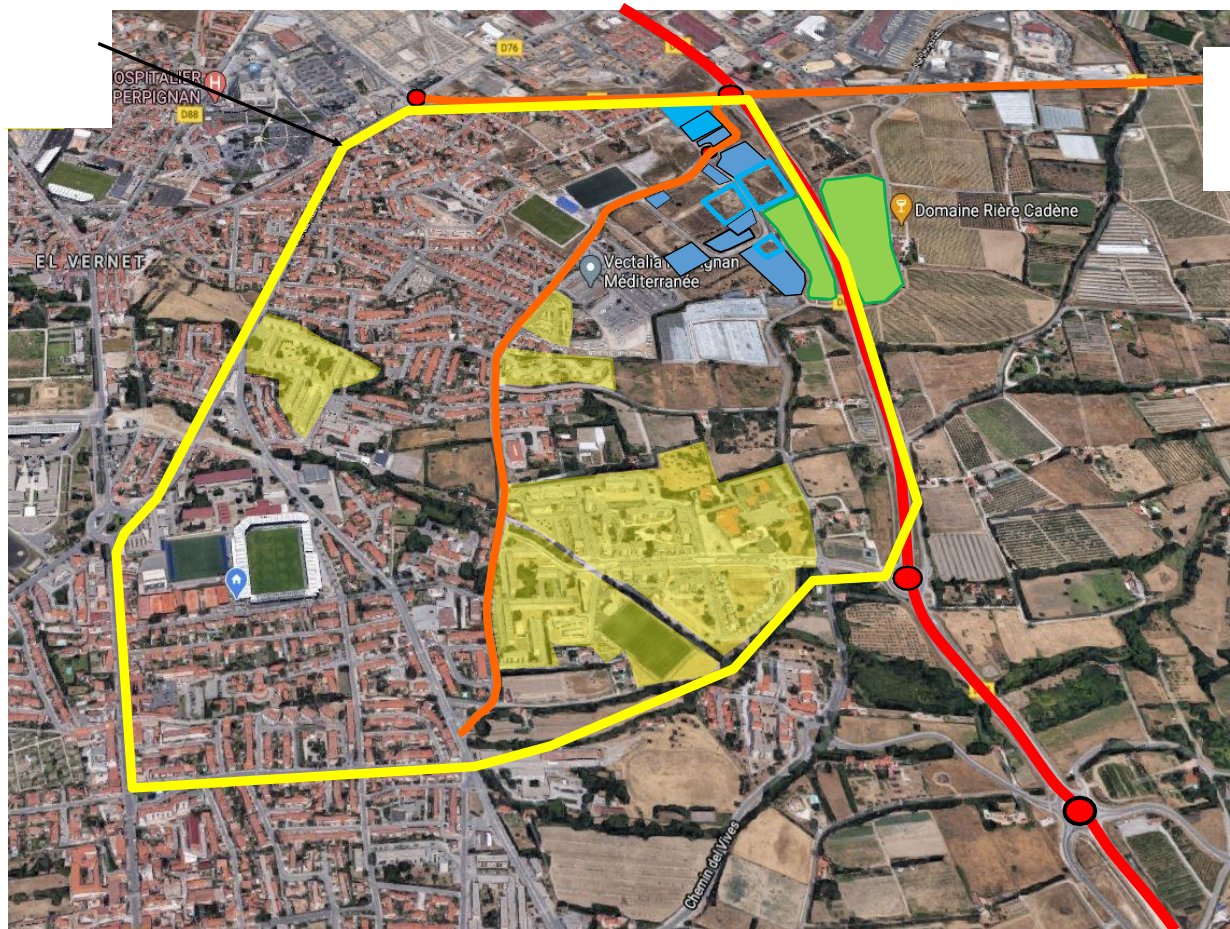 D76
OSPITALIER
PERPIGNAN
H
D88
Domaine Rière Cadène
EL VERNET
Vectalia
gnan
Méditerranée
Chemin del Vives